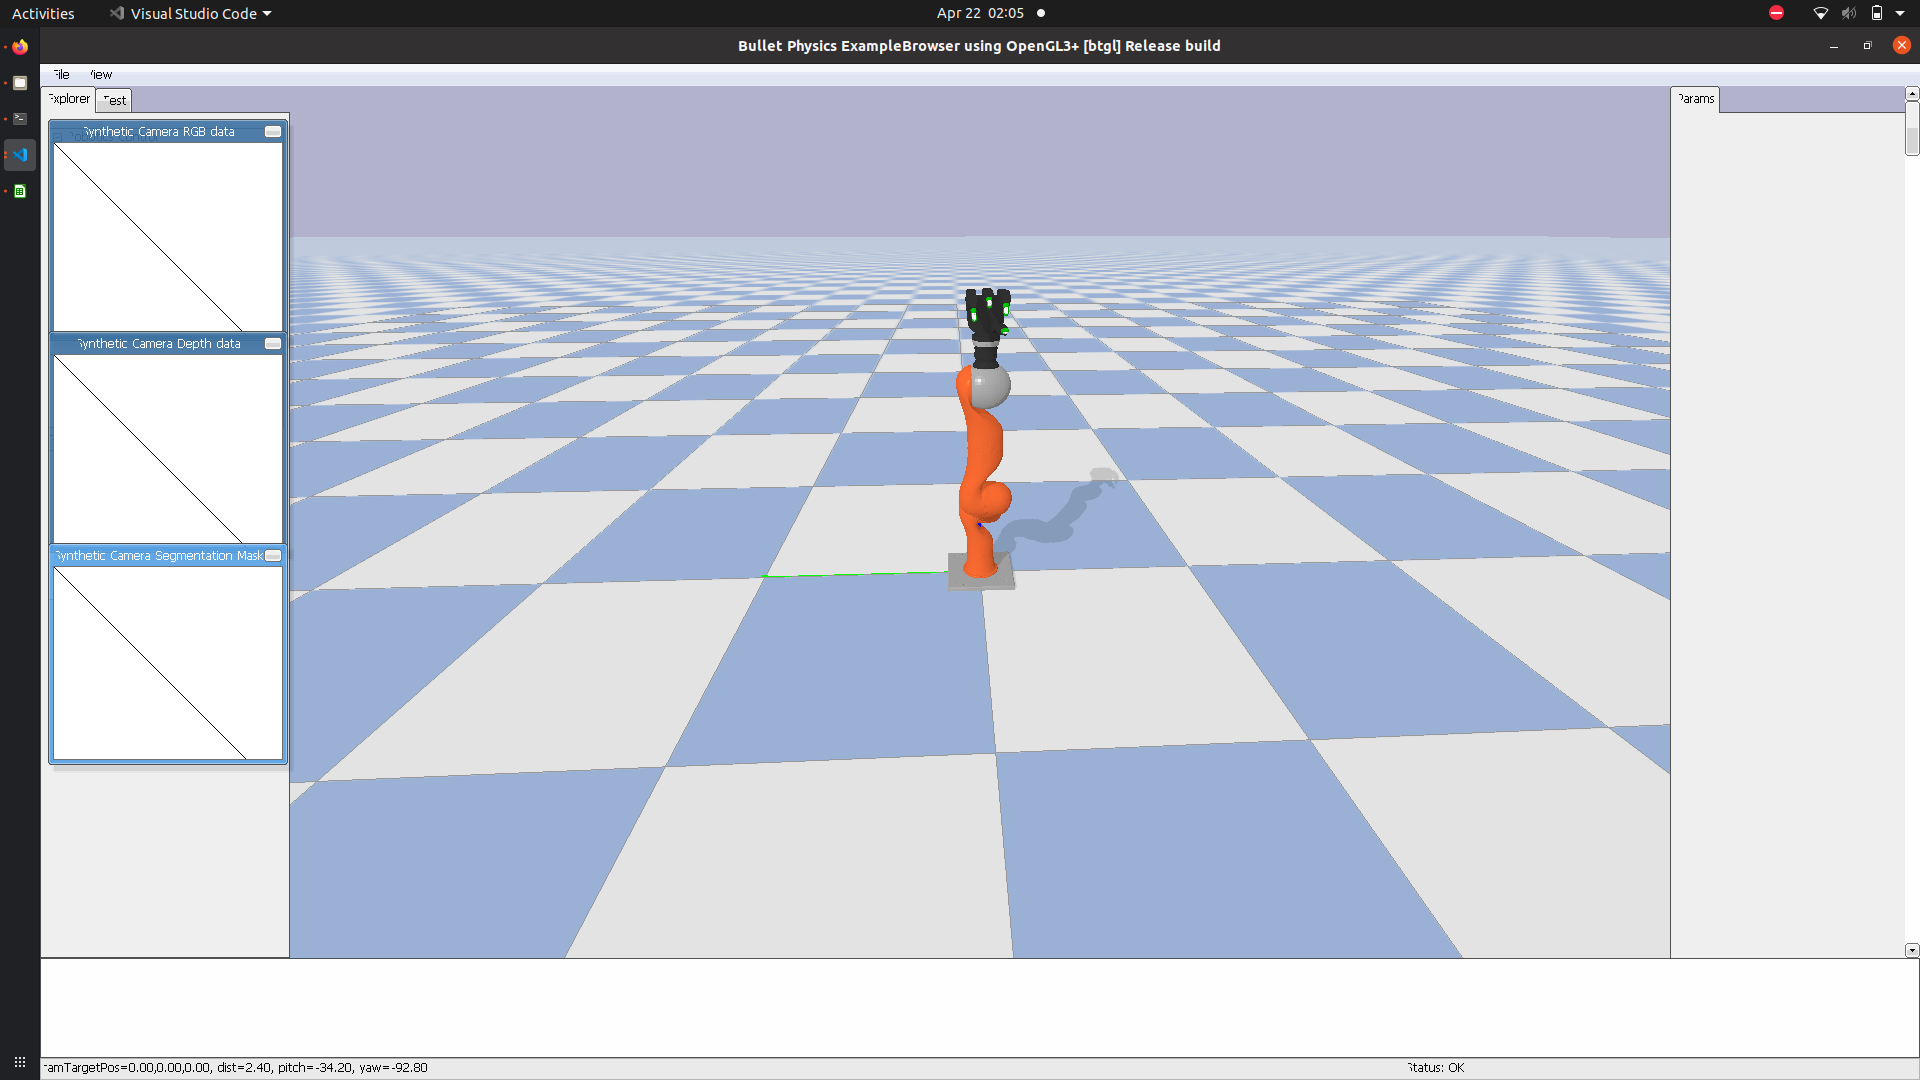 Activities
Visual Studio Code
Apr 22 02:05
Bullet Physics ExampleBrowser using OpenGL3+ [btgl] Release build
File View
Explorer Test
Params
Synthetic Camera RGB data
Synthetic Camera Depth data
Synthetic Camera Segmentation Mask
camTargetPos=0.00,0.00,0.00, dist=2.40, pitch=-34.20, yaw=-92.80
Status: OK